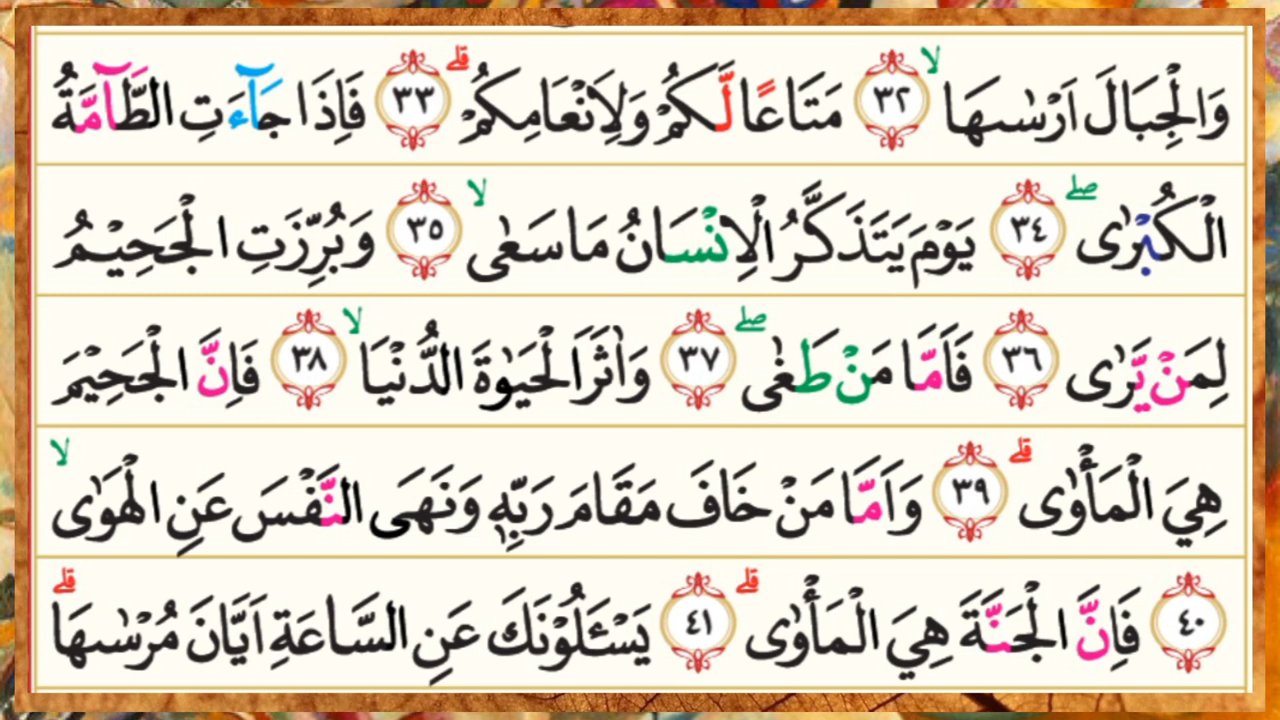 وَالْجِبَالَ اَرْسٰىهَا ۙ ٣٢ مَتَاعًا لَّكُمْ وَلِاَنْعَامِكُمْ ۗ ٣٣ فَاِذَا جَآءَتِ الطَّآمَّةُ
الْكُبْرٰى ۖ ٣٤ يَوْمَ يَتَذَكَّرُ الْاِنْسَانُ مَا سَعٰى ۙ ٣٥ وَبُرِّزَتِ الْجَحِيْمُ
لِمَنْ يَّرٰى ٣٦ فَاَمَّا مَنْ طَغٰى ۖ ٣٧ وَاٰثَرَ الْحَيٰوةَ الدُّنْيَا ۙ ٣٨ فَاِنَّ الْجَحِيْمَ
هِيَ الْمَأْوٰى ۗ ٣٩ وَاَمَّا مَنْ خَافَ مَقَامَ رَبِّهٖ وَنَهَى النَّفْسَ عَنِ الْهَوٰى ۙ
٤٠ فَاِنَّ الْجَنَّةَ هِيَ الْمَأْوٰى ۗ ٤١ يَسْـَٔلُوْنَكَ عَنِ السَّاعَةِ اَيَّانَ مُرْسٰىهَا ۗ